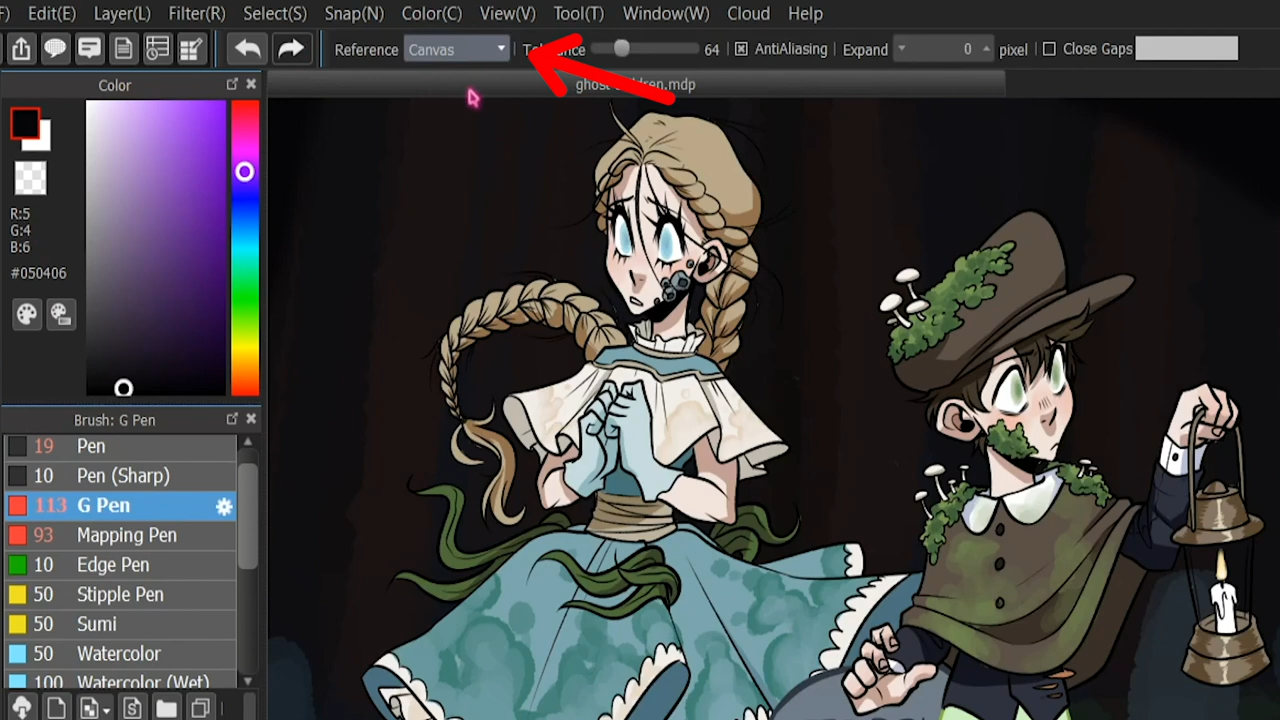 Edit(E) Layer(L) Filter(R) Select(S) Snap(N) Color(C) View(V) Tool(T) Window(W) Cloud Help
Reference Canvas 64 AntiAliasing Expand 0 pixel Close Gaps
Color
R:5
G:4
B:6
#050406
Brush: G Pen
19 Pen
10 Pen (Sharp)
113 G Pen
93 Mapping Pen
10 Edge Pen
50 Stipple Pen
50 Sumi
50 Watercolor
100 Watercolor (Wet)